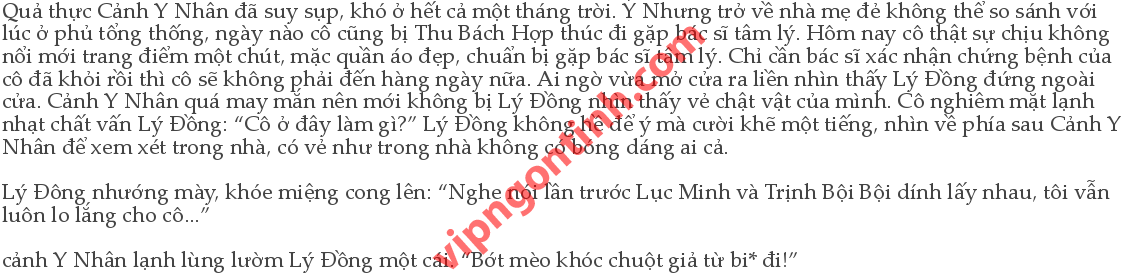 Quả thực Cảnh Y Nhân đã suy sụp, khó ở hết cả một tháng trời. Y Nhưng trở về nhà mẹ đẻ không thể so sánh với
lúc ở phủ tổng thống, ngày nào cô cũng bị Thu Bách Hợp thúc đi gặp bác sĩ tâm lý. Hôm nay cô thật sự chịu không
nổi mới trang điểm một chút, mặc quần áo đẹp, chuẩn bị gặp bác sĩ tâm lý. Chỉ cần bác sĩ xác nhận chứng bệnh của
cô đã khỏi rồi thì cô sẽ không phải đến hàng ngày nữa. Ai ngờ vừa mở cửa ra liền nhìn thấy Lý Đồng đứng ngoài
cửa. Cảnh Y Nhân quá may mắn nên mới không bị Lý Đồng nhìn thấy vẻ chật vật của mình. Cô nghiêm mặt lạnh
nhạt chất vấn Lý Đồng: “Cô ở đây làm gì?” Lý Đồng không hề để ý mà cười khẽ một tiếng, nhìn về phía sau Cảnh Y
Nhân để xem xét trong nhà, có vẻ như trong nhà không có bóng dáng ai cả.
Lý Đồng nhướng mày, khóe miệng cong lên: “Nghe nói lần trước Lục Minh và Trịnh Bội Bội dính lấy nhau, tôi vẫn
luôn lo lắng cho cô...”
cảnh Y Nhân lạnh lùng lườm Lý Đồng một cái. “Bớt mèo khóc chuột giả từ bi* đi!”
vipngontinh.com